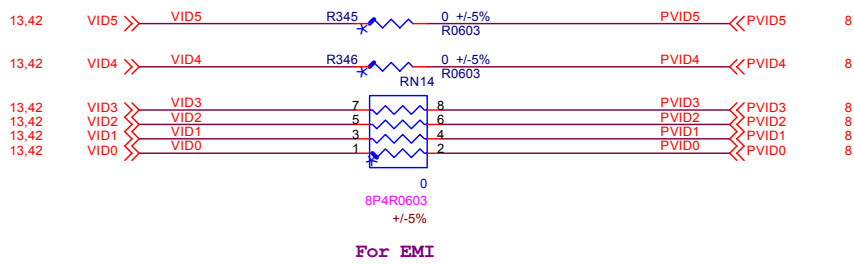 13,42 VID5 VID5 R345 0 +/-5% PVID5 PVID5 8
R0603
13,42 VID4 VID4 R346 0 +/-5% PVID4 PVID4 8
R0603
RN14
13,42 VID3 VID3 7 8 PVID3 PVID3 8
13,42 VID2 VID2 5 6 PVID2 PVID2 8
13,42 VID1 VID1 3 4 PVID1 PVID1 8
13,42 VID0 VID0 1 2 PVID0 PVID0 8
0
8P4R0603
+/-5%
For EMI